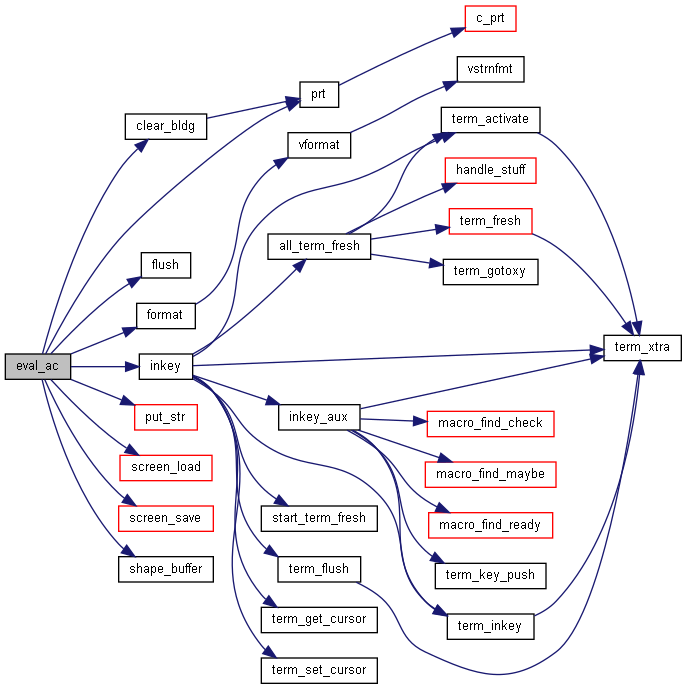 c_prt
vstrnfmt
prt
term_activate
clear_bldg
vformat
handle_stuff
term_fresh
all_term_fresh
flush
term_gotoxy
format
term_xtra
eval_ac
inkey
put_str
inkey_aux
macro_find_check
screen_load
macro_find_maybe
screen_save
start_term_fresh
macro_find_ready
shape_buffer
term_flush
term_key_push
term_get_cursor
term_inkey
term_set_cursor